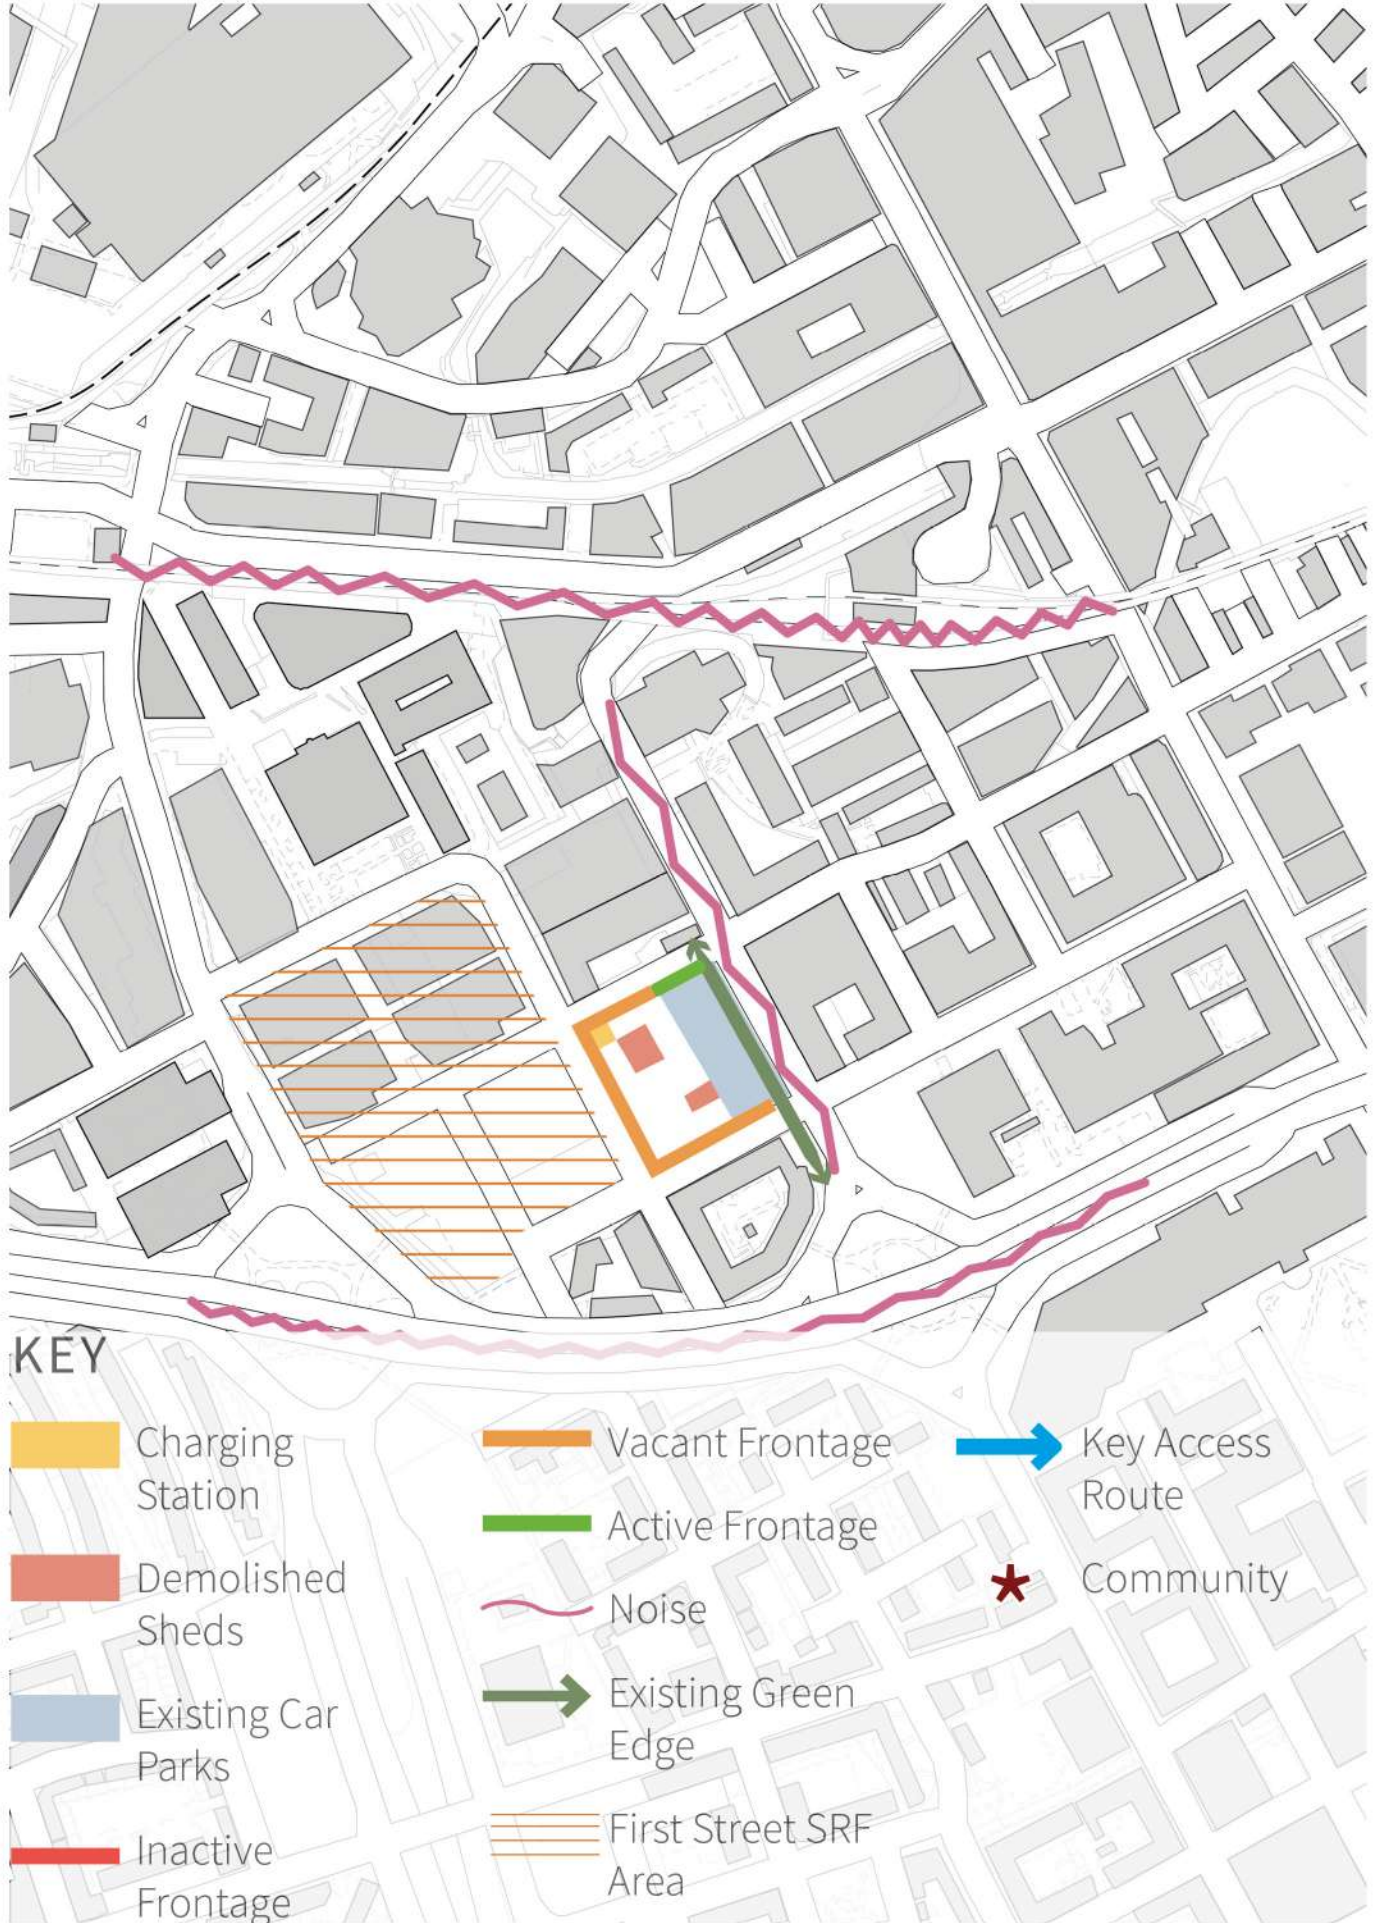 KEY
Charging
Station
Demolished
Sheds
Existing Car
Parks
Inactive
Frontage
Vacant Frontage
Active Frontage
Noise
Existing Green
Edge
First Street SRF
Area
Key Access
Route
Community